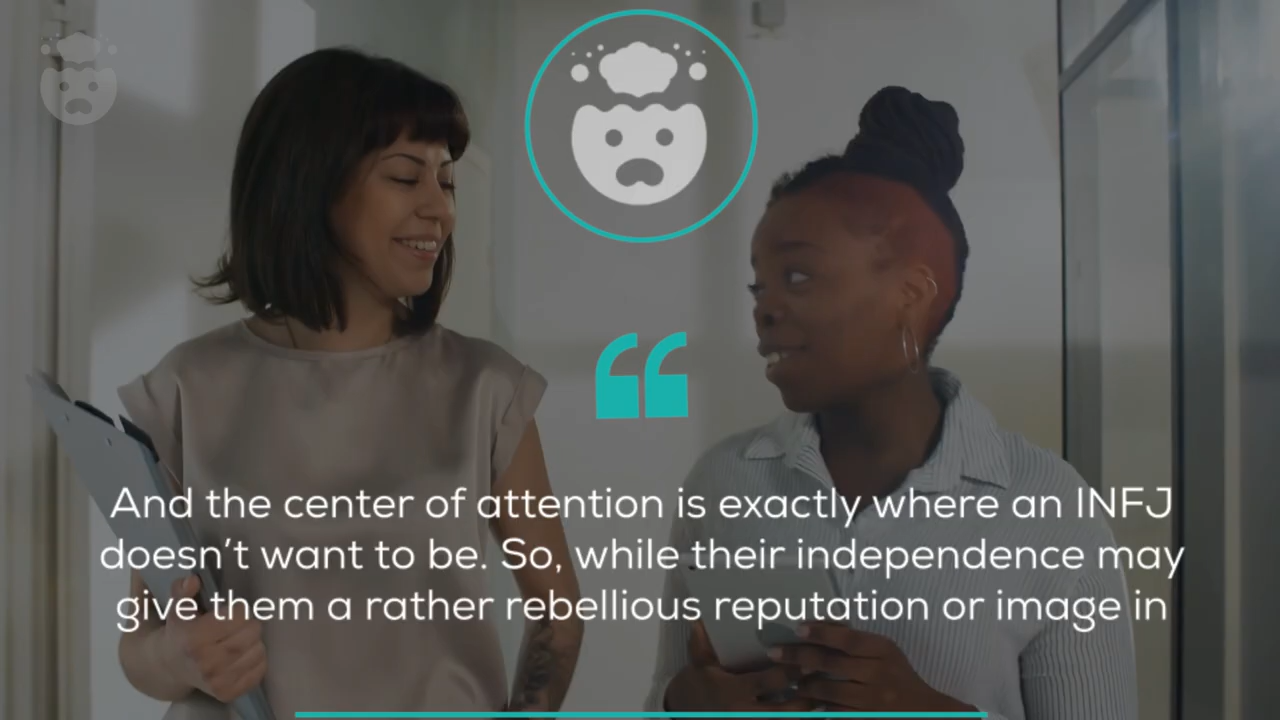 And the center of attention is exactly where an INFJ
doesn't want to be. So, while their independence may
give them a rather rebellious reputation or image in